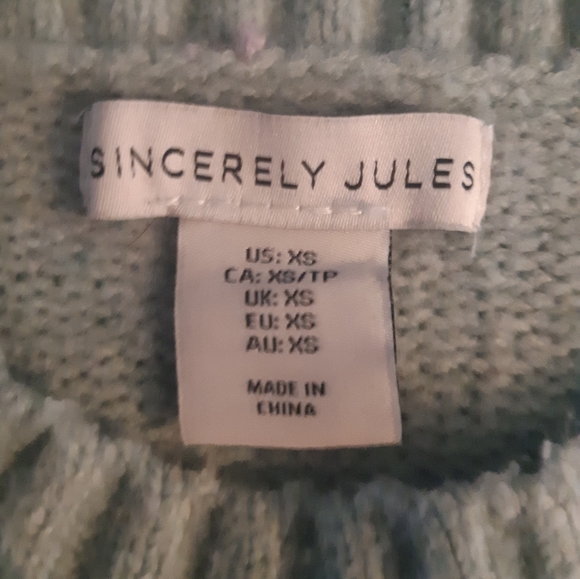 SINCERELY JULES
US: XS
CA: XS/TP
UK: XS
EU: XS
AU: XS
MADE IN
CHINA